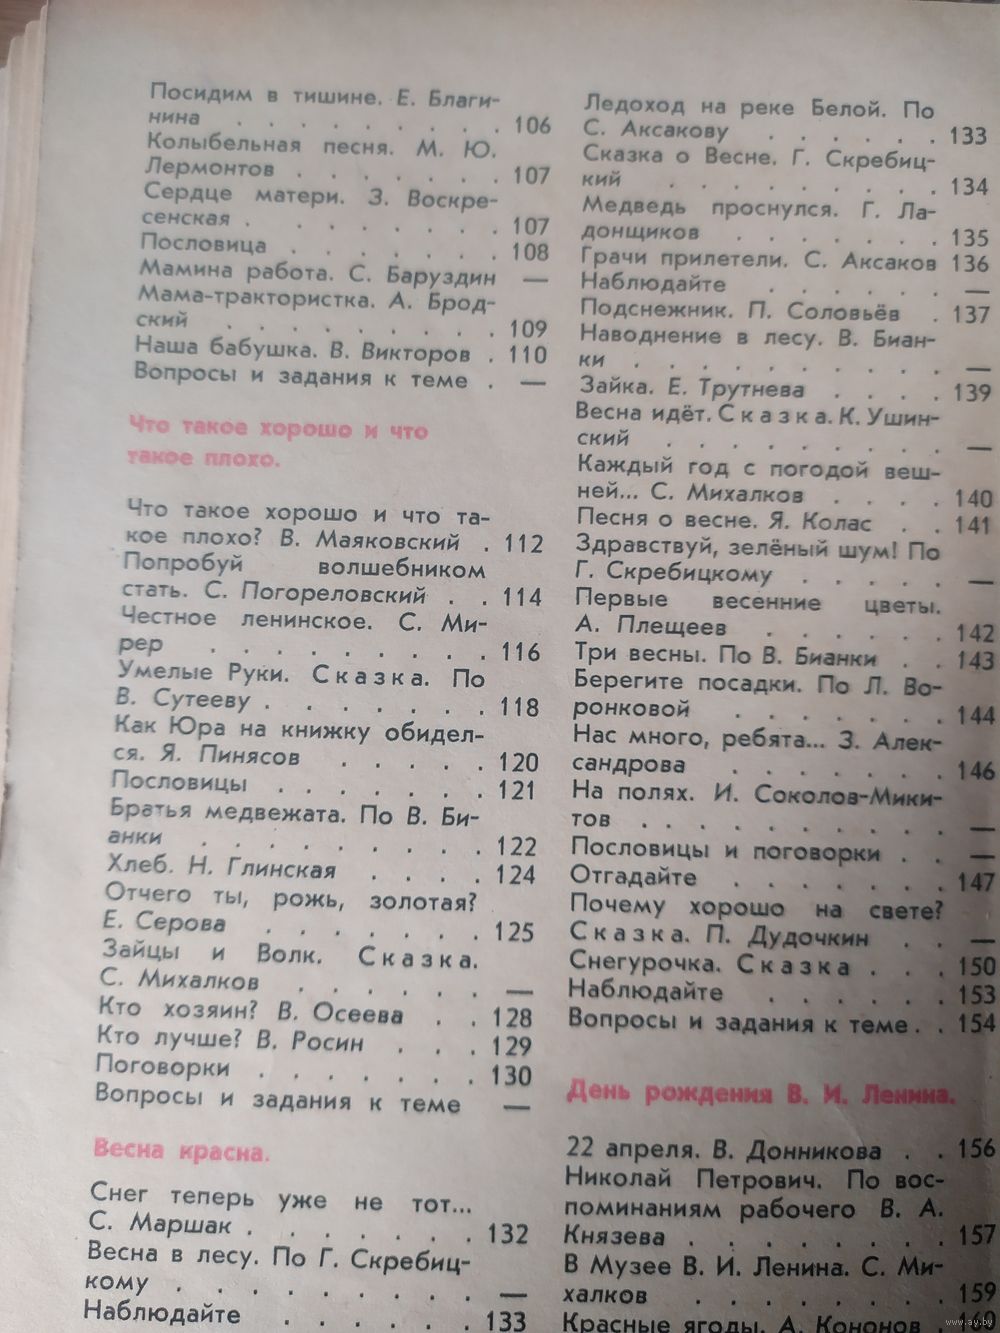 Посидим в тишине. Е. Благи-
нина . . . . . . . . . 106
Колыбельная песня. М. Ю.
Лермонтов . . . . . . . 107
Сердце матери. З. Воскре-
сенская . . . . . . . . 107
Пословица . . . . . . . 108
Мамина работа. С. Баруздин —
Мама-трактористка. А. Брод-
ский . . . . . . . . . 109
Наша бабушка. В. Викторов . 110
Вопросы и задания к теме . —
Что такое хорошо и что
такое плохо.
Что такое хорошо и что та-
кое плохо? В. Маяковский . 112
Попробуй волшебником
стать. С. Погореловский . . 114
Честное ленинское. С. Ми-
рер . . . . . . . . . 116
Умелые Руки. Сказка. По
В. Сутееву . . . . . . . 118
Как Юра на книжку обидел-
ся. Я. Пинясов . . . . . 120
Пословицы . . . . . . . 121
Братья медвежата. По В. Би-
анки . . . . . . . . . 122
Хлеб. Н. Глинская . . . . 124
Отчего ты, рожь, золотая?
Е. Серова . . . . . . . 125
Зайцы и Волк. Сказка.
С. Михалков . . . . . . —
Кто хозяин? В. Осеева . . 128
Кто лучше? В. Росин . . . 129
Поговорки . . . . . . . 130
Вопросы и задания к теме —
Весна красна.
Снег теперь уже не тот...
С. Маршак . . . . . . . 132
Весна в лесу. По Г. Скребиц-
кому . . . . . . . . . —
Наблюдайте . . . . . . 133
Ледоход на реке Белой. По
С. Аксакову . . . . . . 133
Сказка о Весне. Г. Скребиц-
кий . . . . . . . . . 134
Медведь проснулся. Г. Ла-
донщиков . . . . . . . 135
Грачи прилетели. С. Аксаков 136
Наблюдайте . . . . . . —
Подснежник. П. Соловьёв . 137
Наводнение в лесу. В. Биан-
ки . . . . . . . . . . —
Зайка. Е. Трутнева . . . . 139
Весна идёт. Сказка. К. Ушин-
ский . . . . . . . . . —
Каждый год с погодой веш-
ней... С. Михалков . . . . 140
Песня о весне. Я. Колас . . 141
Здравствуй, зелёный шум! По
Г. Скребицкому . . . . . —
Первые весенние цветы.
А. Плещеев . . . . . . 142
Три весны. По В. Бианки . . 143
Берегите посадки. По Л. Во-
ронковой . . . . . . . 144
Нас много, ребята... З. Алек-
сандрова . . . . . . . 146
На полях. И. Соколов-Мики-
тов . . . . . . . . . . —
Пословицы и поговорки . . —
Отгадайте . . . . . . . 147
Почему хорошо на свете?
Сказка. П. Дудочкин . . —
Снегурочка. Сказка . . . 150
Наблюдайте . . . . . . 153
Вопросы и задания к теме . . 154
День рождения В. И. Ленина.
22 апреля. В. Донникова . . 156
Николай Петрович. По вос-
поминаниям рабочего В. А.
Князева . . . . . . . . 157
В Музее В. И. Ленина. С. Ми-
халков . . . . . . . 159
Красные ягоды. А. Кононов . 160
www.ay.by